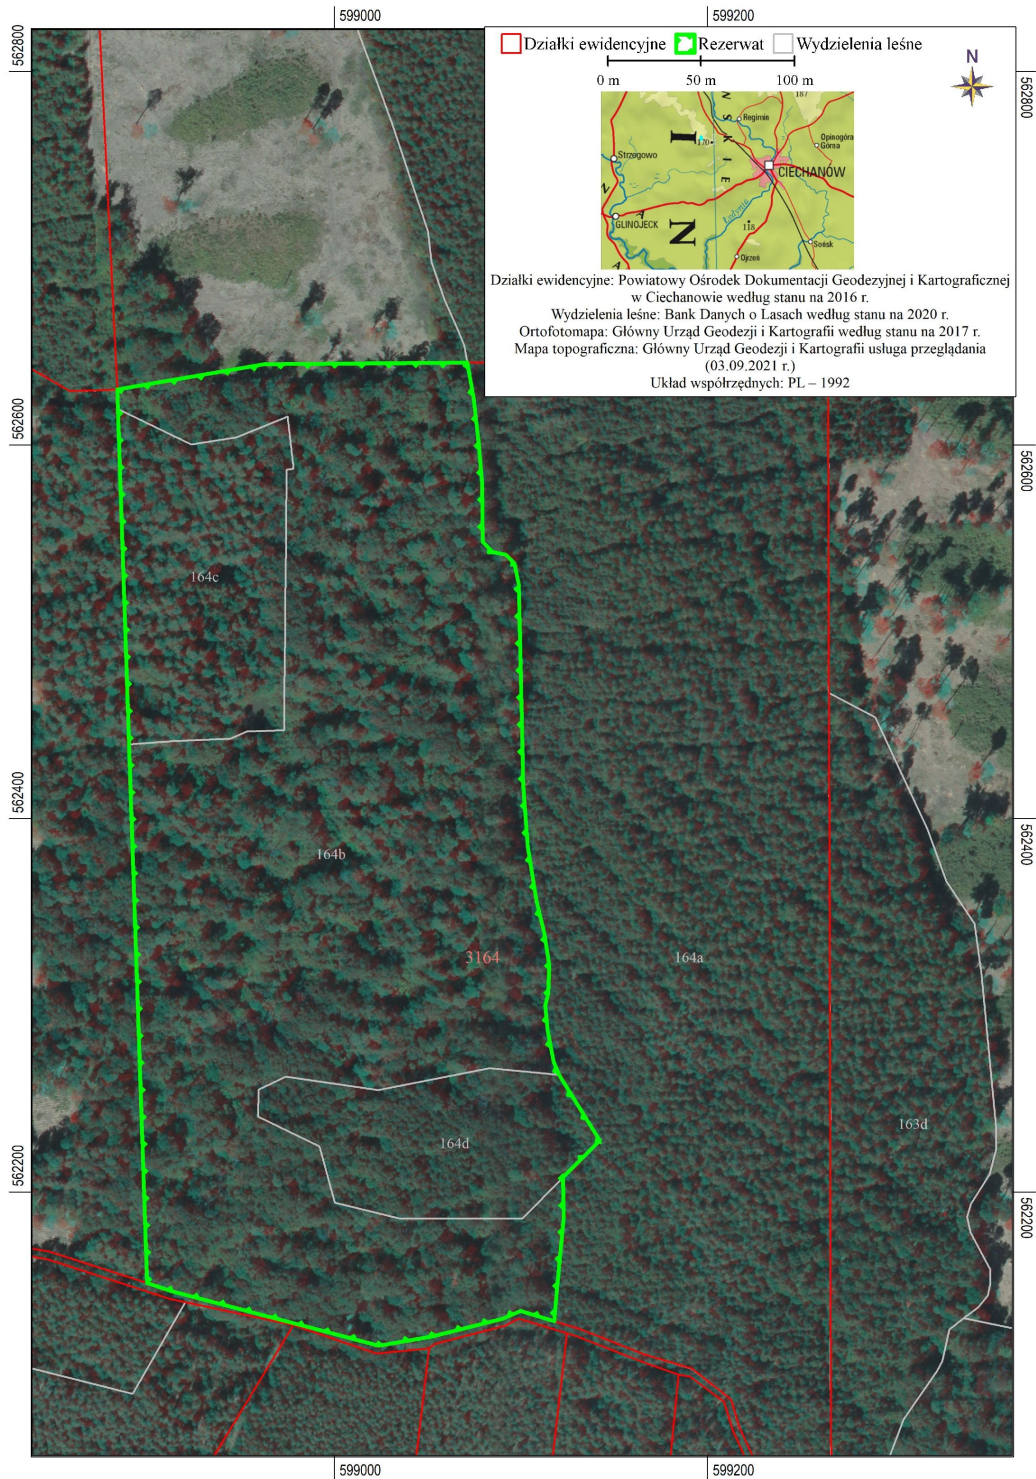 599000
599200
562800
562800
Działki ewidencyjne Rezerwat Wydzielenia leśne
N
0 m 50 m 100 m
187
Regimin
Opinogóra
Górna
170
Strzegowo
CIECHANÓW
N S K I E
I
Z
A
GLINOJECK
Łydynia
118
N
Sońsk
Ojrzeń
A
Działki ewidencyjne: Powiatowy Ośrodek Dokumentacji Geodezyjnej i Kartograficznej
w Ciechanowie według stanu na 2016 r.
Wydzielenia leśne: Bank Danych o Lasach według stanu na 2020 r.
Ortofotomapa: Główny Urząd Geodezji i Kartografii według stanu na 2017 r.
Mapa topograficzna: Główny Urząd Geodezji i Kartografii usługa przeglądania
(03.09.2021 r.)
Układ współrzędnych: PL – 1992
562600
562600
164c
562400
562400
164b
3164
164a
163d
164d
562200
562200
599000
599200